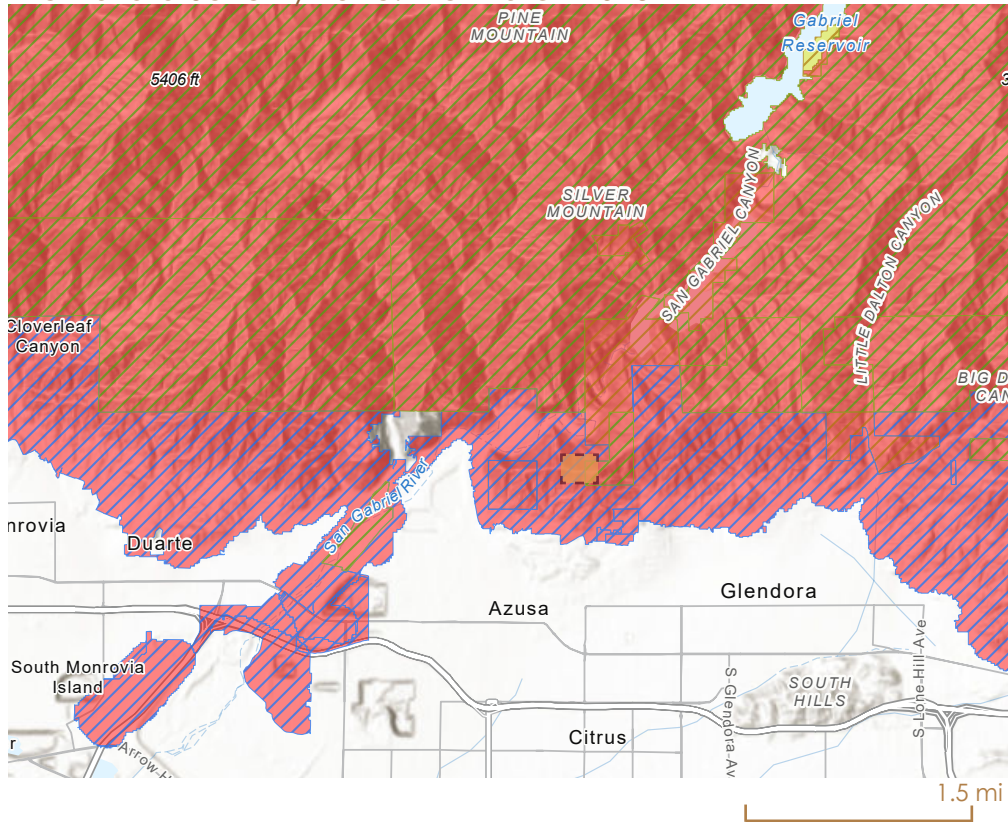 PINE
MOUNTAIN
Gabriel
Reservoir
5406 ft
3
SILVER
MOUNTAIN
SAN GABRIEL CANYON
LITTLE DALTON CANYON
Cloverleaf
Canyon
BIG D
CAN
San Gabriel River
nrovia
Duarte
Glendora
Azusa
South Monrovia
Island
SOUTH
HILLS
S-Glendora-Av
S-Lone-Hill-Ave
Citrus
r
Arrow-H
1.5 mi